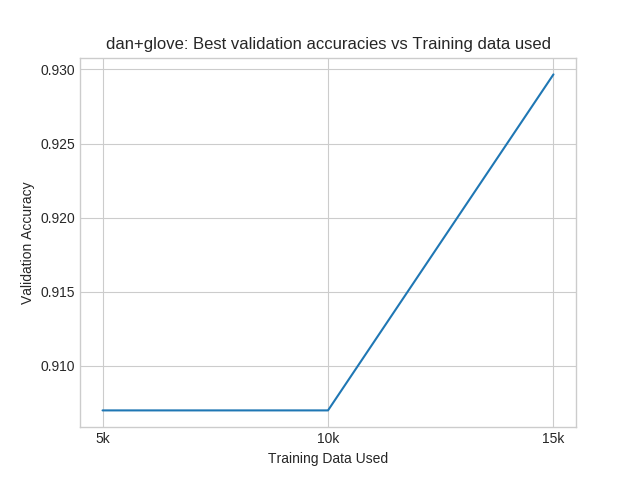 dan+glove: Best validation accuracies vs Training data used
0.930
0.925
0.920
0.915
0.910
Validation Accuracy
5k 10k 15k
Training Data Used